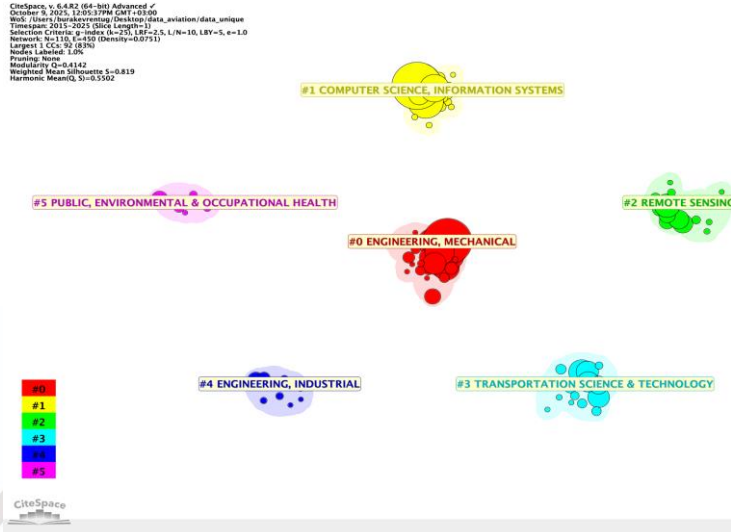 CiteSpace, v. 6.4.R2 (64-bit) Advanced ✓
October 9, 2025, 12:05:37PM GMT+03:00
WoS: /Users/burakevrentug/Desktop/data_aviation/data_unique
Timespan: 2015-2025 (Slice Length=1)
Selection Criteria: g-index (k=25), LRF=2.5, L/N=10, LBY=5, e=1.0
Network: N=110, E=450 (Density=0.0751)
Largest 1 CCs: 92 (83%)
Nodes Labeled: 1.0%
Pruning: None
Modularity Q=0.4142
Weighted Mean Silhouette S=0.819
Harmonic Mean(Q, S)=0.5502
#1 COMPUTER SCIENCE, INFORMATION SYSTEMS
#5 PUBLIC, ENVIRONMENTAL & OCCUPATIONAL HEALTH
#2 REMOTE SENSING
#0 ENGINEERING, MECHANICAL
#4 ENGINEERING, INDUSTRIAL
#3 TRANSPORTATION SCIENCE & TECHNOLOGY
#0
#1
#2
#3
#4
#5
CiteSpace